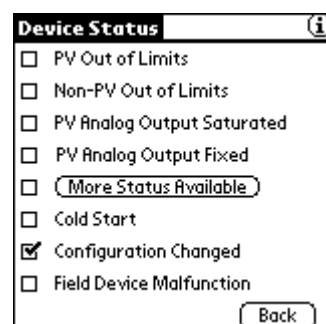 Device Status i
PV Out of Limits
Non-PV Out of Limits
PV Analog Output Saturated
PV Analog Output Fixed
More Status Available
Cold Start
Configuration Changed
Field Device Malfunction
Back